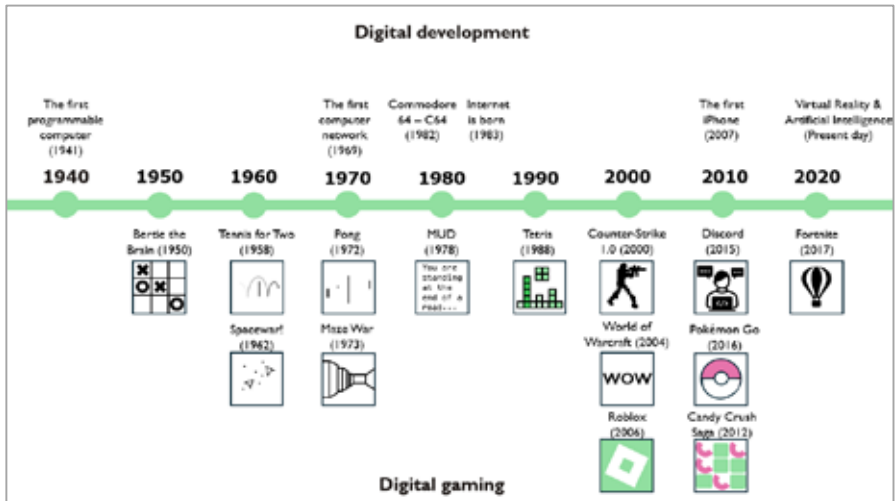 Digital development
The first
programmable
computer
(1941)
The first
computer
network
(1969)
Commodore
64 – C64
(1982)
Internet
is born
(1983)
The first
iPhone
(2007)
Virtual Reality &
Artificial Intelligence
(Present day)
1940
1950
1960
1970
1980
1990
2000
2010
2020
Bertie the
Brain (1950)
Tennis for Two
(1958)
Pong
(1972)
MUD
(1978)
Tetris
(1988)
Counter-Strike
1.0 (2000)
Discord
(2015)
Fortnite
(2017)
You are
standing
at the
end of a
road...
Spacewar!
(1962)
Maze War
(1973)
World of
Warcraft (2004)
Pokémon Go
(2016)
WOW
Roblox
(2006)
Candy Crush
Saga (2012)
Digital gaming